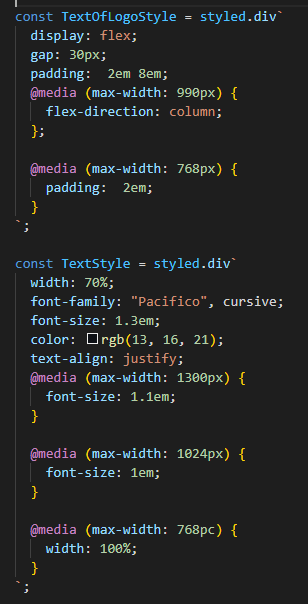 const TextOfLogoStyle = styled.div`
  display: flex;
  gap: 30px;
  padding:  2em 8em;
  @media (max-width: 990px) {
    flex-direction: column;
  };

  @media (max-width: 768px) {
    padding:  2em;
  }
`;

const TextStyle = styled.div`
  width: 70%;
  font-family: "Pacifico", cursive;
  font-size: 1.3em;
  color: rgb(13, 16, 21);
  text-align: justify;
  @media (max-width: 1300px) {
    font-size: 1.1em;
  }

  @media (max-width: 1024px) {
    font-size: 1em;
  }

  @media (max-width: 768pc) {
    width: 100%;
  }
`;